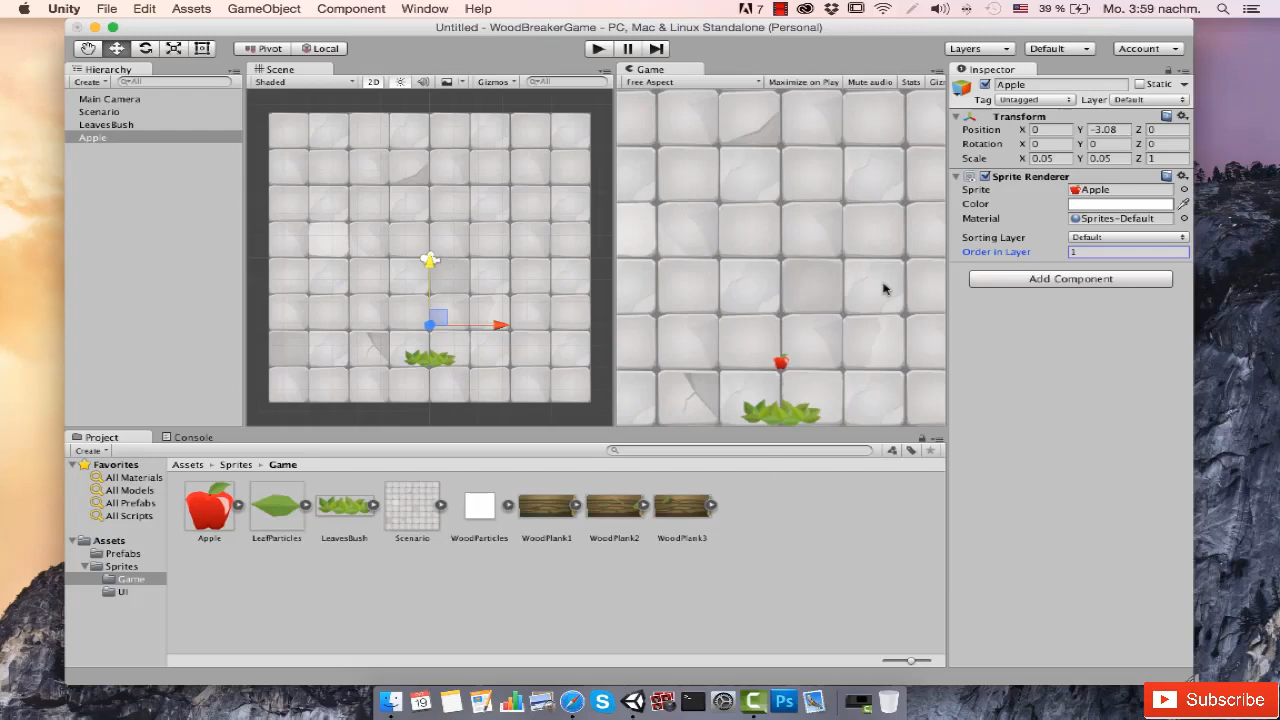 Unity File Edit Assets GameObject Component Window Help 7 39 % Mo. 3:59 nachm.
Untitled - WoodBreakerGame - PC, Mac & Linux Standalone (Personal)
Pivot Local Layers Default Account
Hierarchy Scene Game Inspector
Create All Shaded 2D Gizmos All Free Aspect Maximize on Play Mute audio Stats Giz
Apple Static
Tag Untagged Layer Default
Main Camera
Scenario
LeavesBush
Apple
Transform
Position X 0 Y -3.08 Z 0
Rotation X 0 Y 0 Z 0
Scale X 0.05 Y 0.05 Z 1
Sprite Renderer
Sprite Apple
Color
Material Sprites-Default
Sorting Layer Default
Order in Layer 1
Add Component
Project Console
Create
Favorites
All Materials
All Models
All Prefabs
All Scripts
Assets
Prefabs
Sprites
Game
UI
Assets Sprites Game
Apple LeafParticles LeavesBush Scenario WoodParticles WoodPlank1 WoodPlank2 WoodPlank3
19
Ps
Subscribe